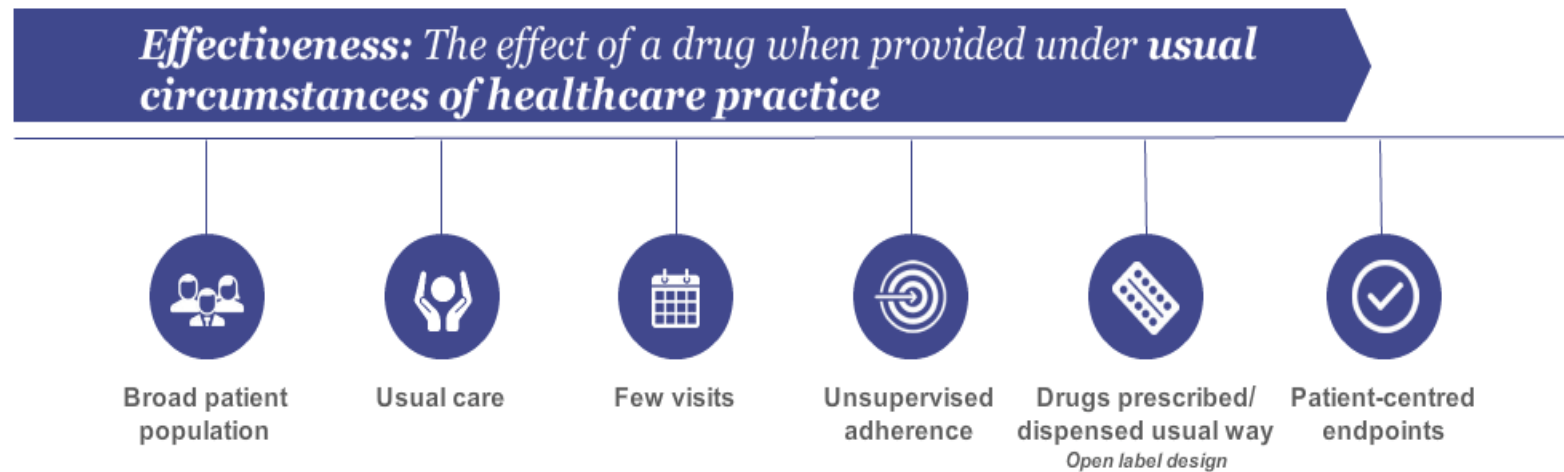 Effectiveness: The effect of a drug when provided under usual
circumstances of healthcare practice
Broad patient
population
Usual care
Few visits
Unsupervised
adherence
Drugs prescribed/
dispensed usual way
Open label design
Patient-centred
endpoints